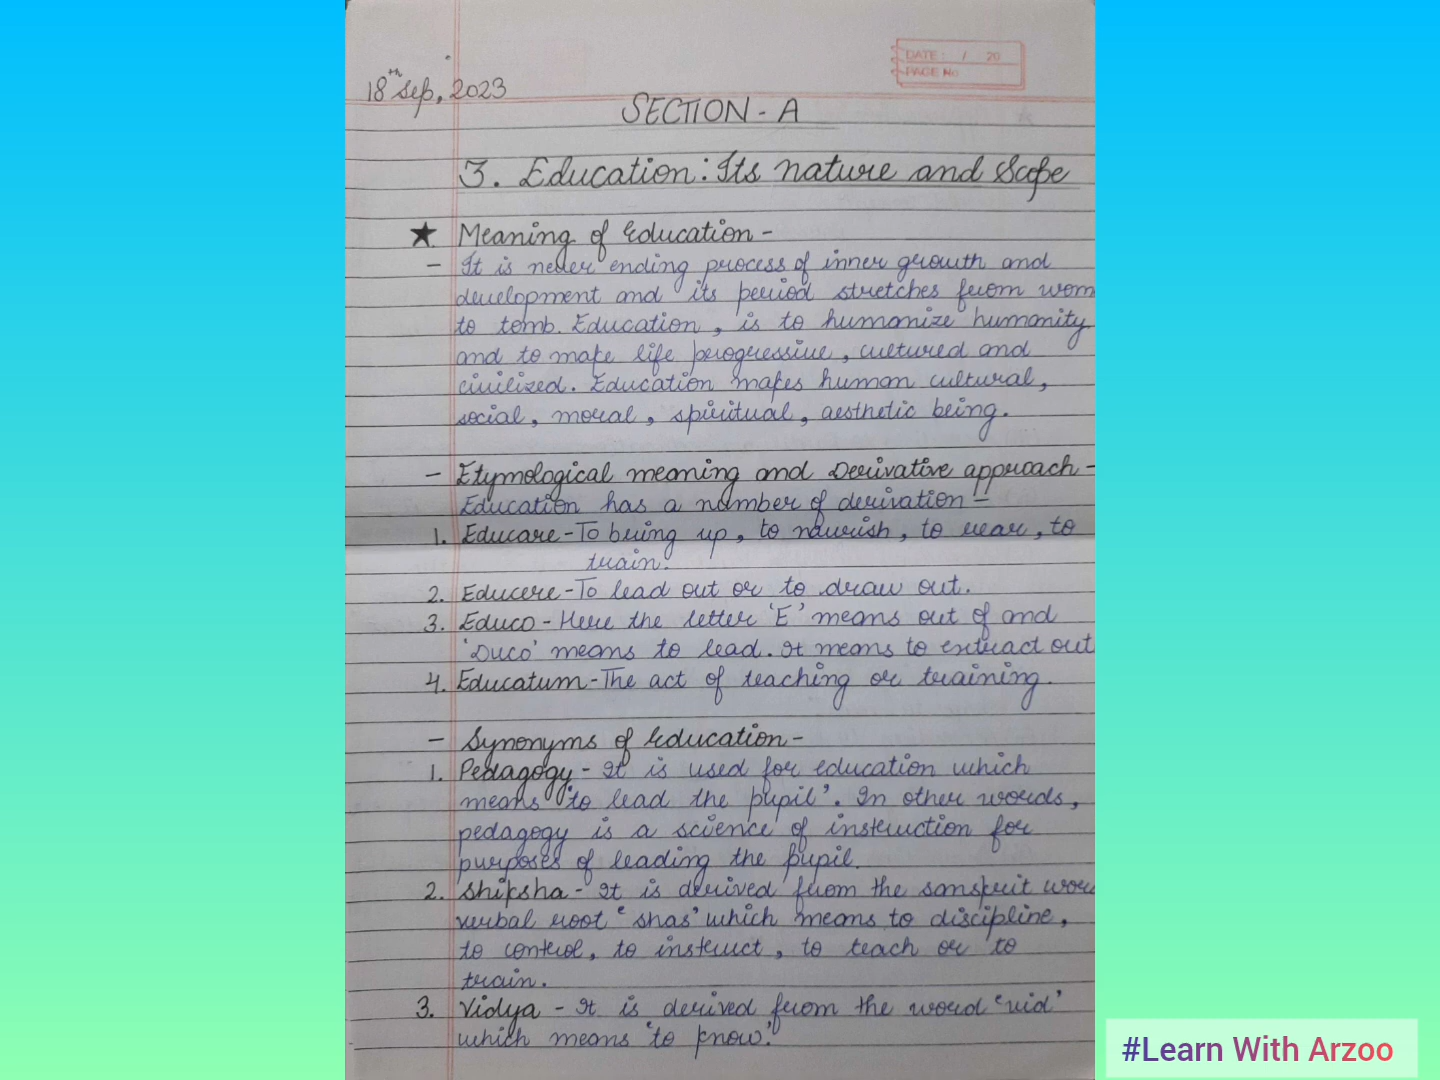 DATE: / 20
PAGE No
18th Sep, 2023
SECTION - A
3. Education: Its nature and Scope
★ Meaning of Education -
- It is never ending process of inner growth and
development and its period stretches from wom
to tomb. Education, is to humanize humanity
and to make life progressive, cultured and
civilized. Education makes human cultural,
social, moral, spiritual, aesthetic being.
- Etymological meaning and Derivative approach -
Education has a number of derivation !=
1. Educare - To bring up, to nourish, to rear, to
train.
2. Educere - To lead out or to draw out.
3. Educo - Here the letter 'E' means out of and
'Duco' means to lead. It means to extract out
4. Educatum - The act of teaching or training.
- Synonyms of Education -
1. Pedagogy - It is used for education which
means 'to lead the pupil'. In other words,
pedagogy is a science of instruction for
purposes of leading the pupil.
2. Shiksha - It is derived from the sanskrit wor
verbal root 'shas' which means to discipline,
to control, to instruct, to teach or to
train.
3. Vidya - It is derived from the word 'vid'
which means 'to know.'
#Learn With Arzoo